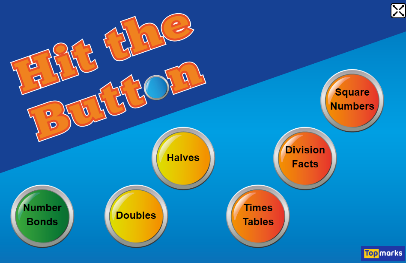 Hit the
Button
Square
Numbers
Halves
Division
Facts
Number
Bonds
Doubles
Times
Tables
Topmarks